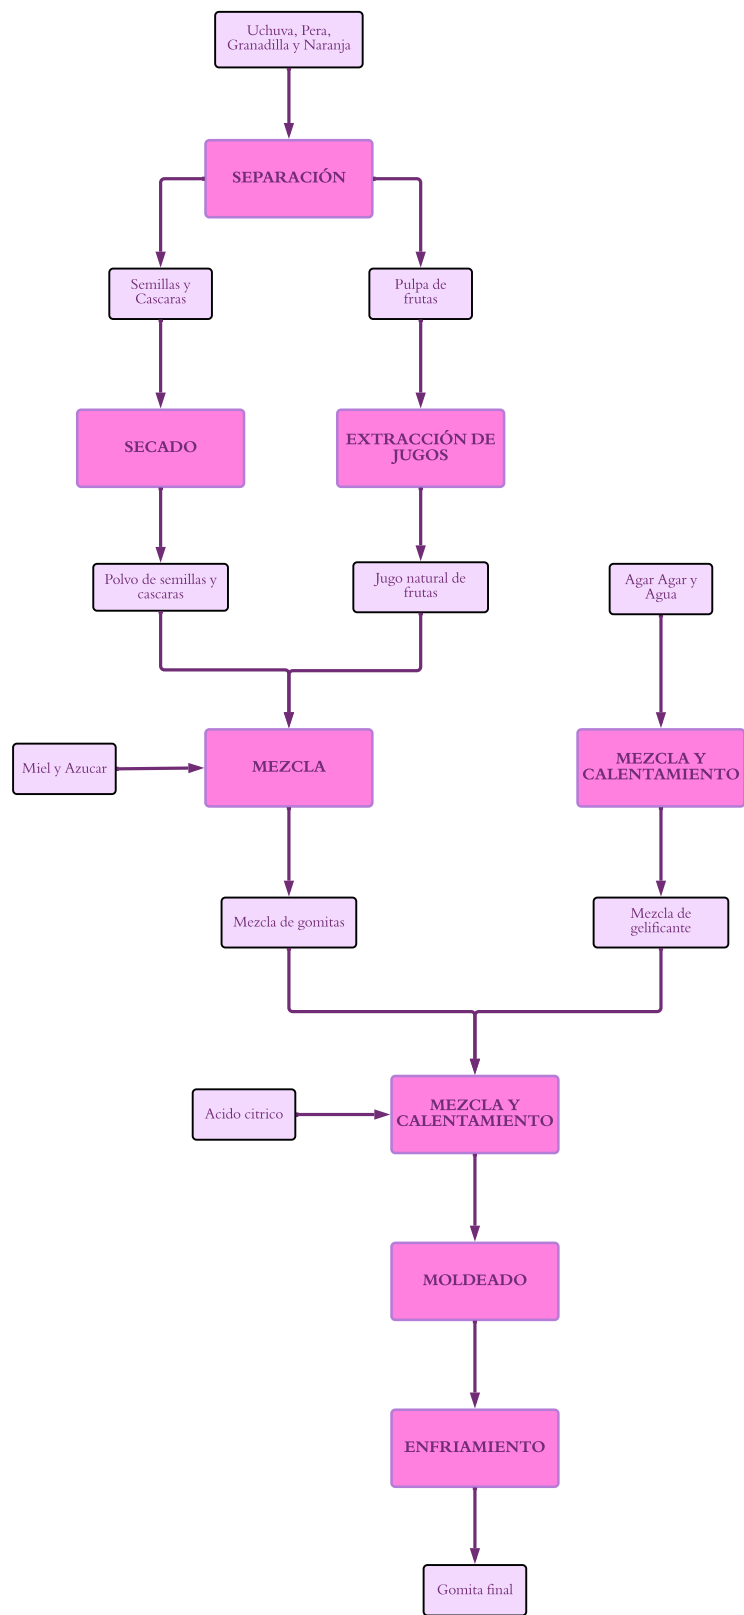 Uchuva, Pera,
Granadilla y Naranja
SEPARACIÓN
Semillas y
Cascaras
Pulpa de
frutas
SECADO
EXTRACCIÓN DE
JUGOS
Polvo de semillas y
cascaras
Jugo natural de
frutas
Agar Agar y
Agua
Miel y Azucar
MEZCLA
MEZCLA Y
CALENTAMIENTO
Mezcla de gomitas
Mezcla de
gelificante
Acido citrico
MEZCLA Y
CALENTAMIENTO
MOLDEADO
ENFRIAMIENTO
Gomita final